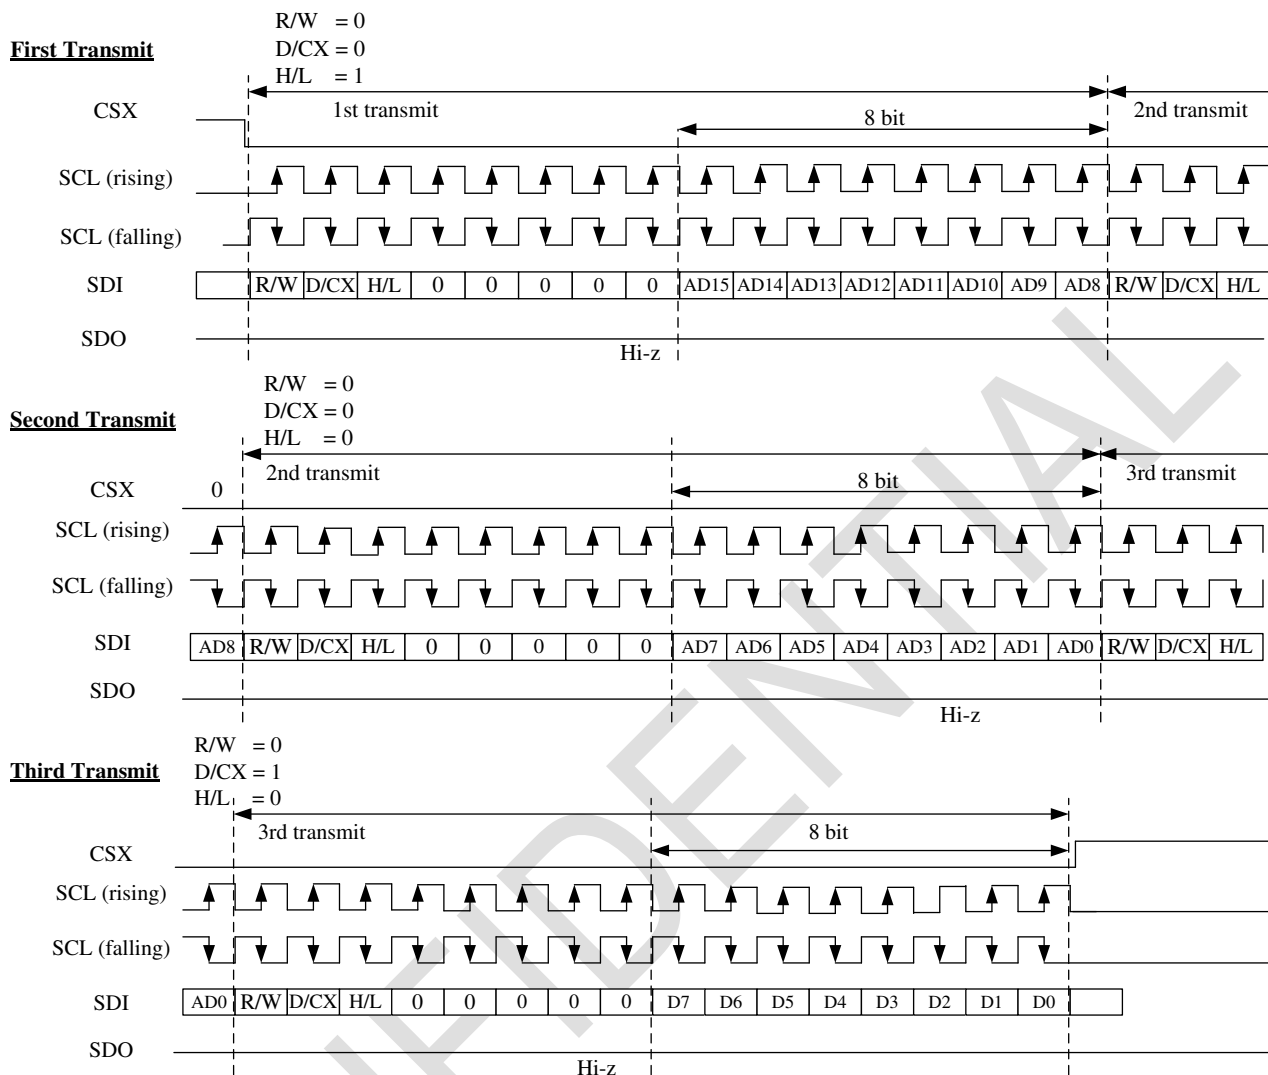 R/W = 0
First Transmit D/CX = 0
H/L = 1
1st transmit 2nd transmit
CSX 8 bit
SCL (rising)
SCL (falling)
SDI R/W D/CX H/L 0 0 0 0 0 AD15 AD14 AD13 AD12 AD11 AD10 AD9 AD8 R/W D/CX H/L
SDO
Hi-z
R/W = 0
Second Transmit D/CX = 0
H/L = 0
2nd transmit 3rd transmit
CSX 0 8 bit
SCL (rising)
SCL (falling)
SDI AD8 R/W D/CX H/L 0 0 0 0 0 AD7 AD6 AD5 AD4 AD3 AD2 AD1 AD0 R/W D/CX H/L
SDO
Hi-z
R/W = 0
Third Transmit D/CX = 1
H/L = 0
3rd transmit 8 bit
CSX
SCL (rising)
SCL (falling)
SDI AD0 R/W D/CX H/L 0 0 0 0 0 D7 D6 D5 D4 D3 D2 D1 D0
SDO
Hi-z
FIDENTIAL